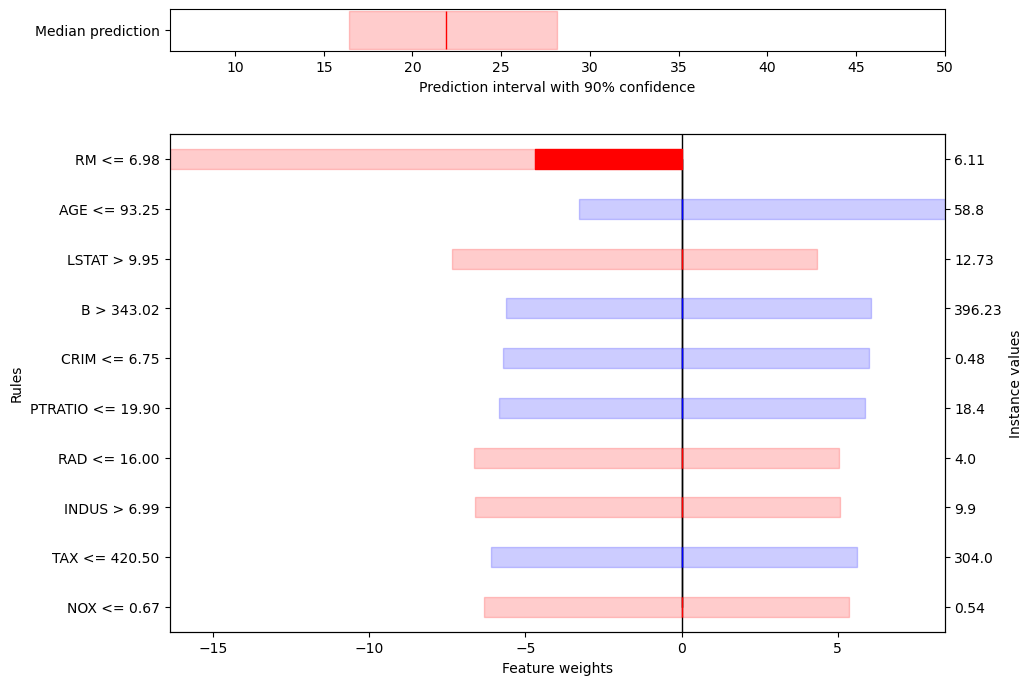 Median prediction
10 15 20 25 30 35 40 45 50
Prediction interval with 90% confidence
RM <= 6.98 6.11
AGE <= 93.25 58.8
LSTAT > 9.95 12.73
B > 343.02 396.23
CRIM <= 6.75 0.48
PTRATIO <= 19.90 18.4
RAD <= 16.00 4.0
INDUS > 6.99 9.9
TAX <= 420.50 304.0
NOX <= 0.67 0.54
Rules
Instance values
−15 −10 −5 0 5
Feature weights